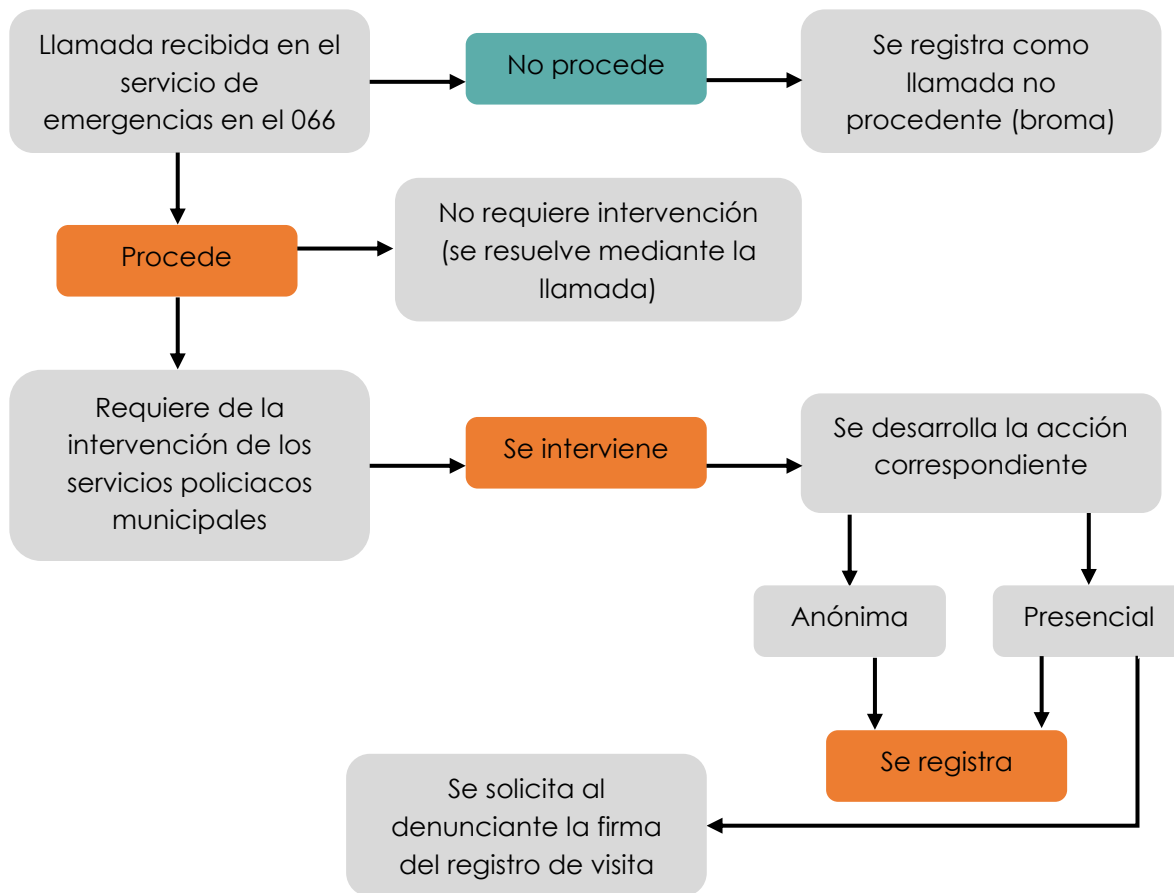 Llamada recibida en el
servicio de
emergencias en el 066
No procede
Se registra como
llamada no
procedente (broma)
Procede
No requiere intervención
(se resuelve mediante la
llamada)
Requiere de la
intervención de los
servicios policiacos
municipales
Se interviene
Se desarrolla la acción
correspondiente
Anónima
Presencial
Se registra
Se solicita al
denunciante la firma
del registro de visita